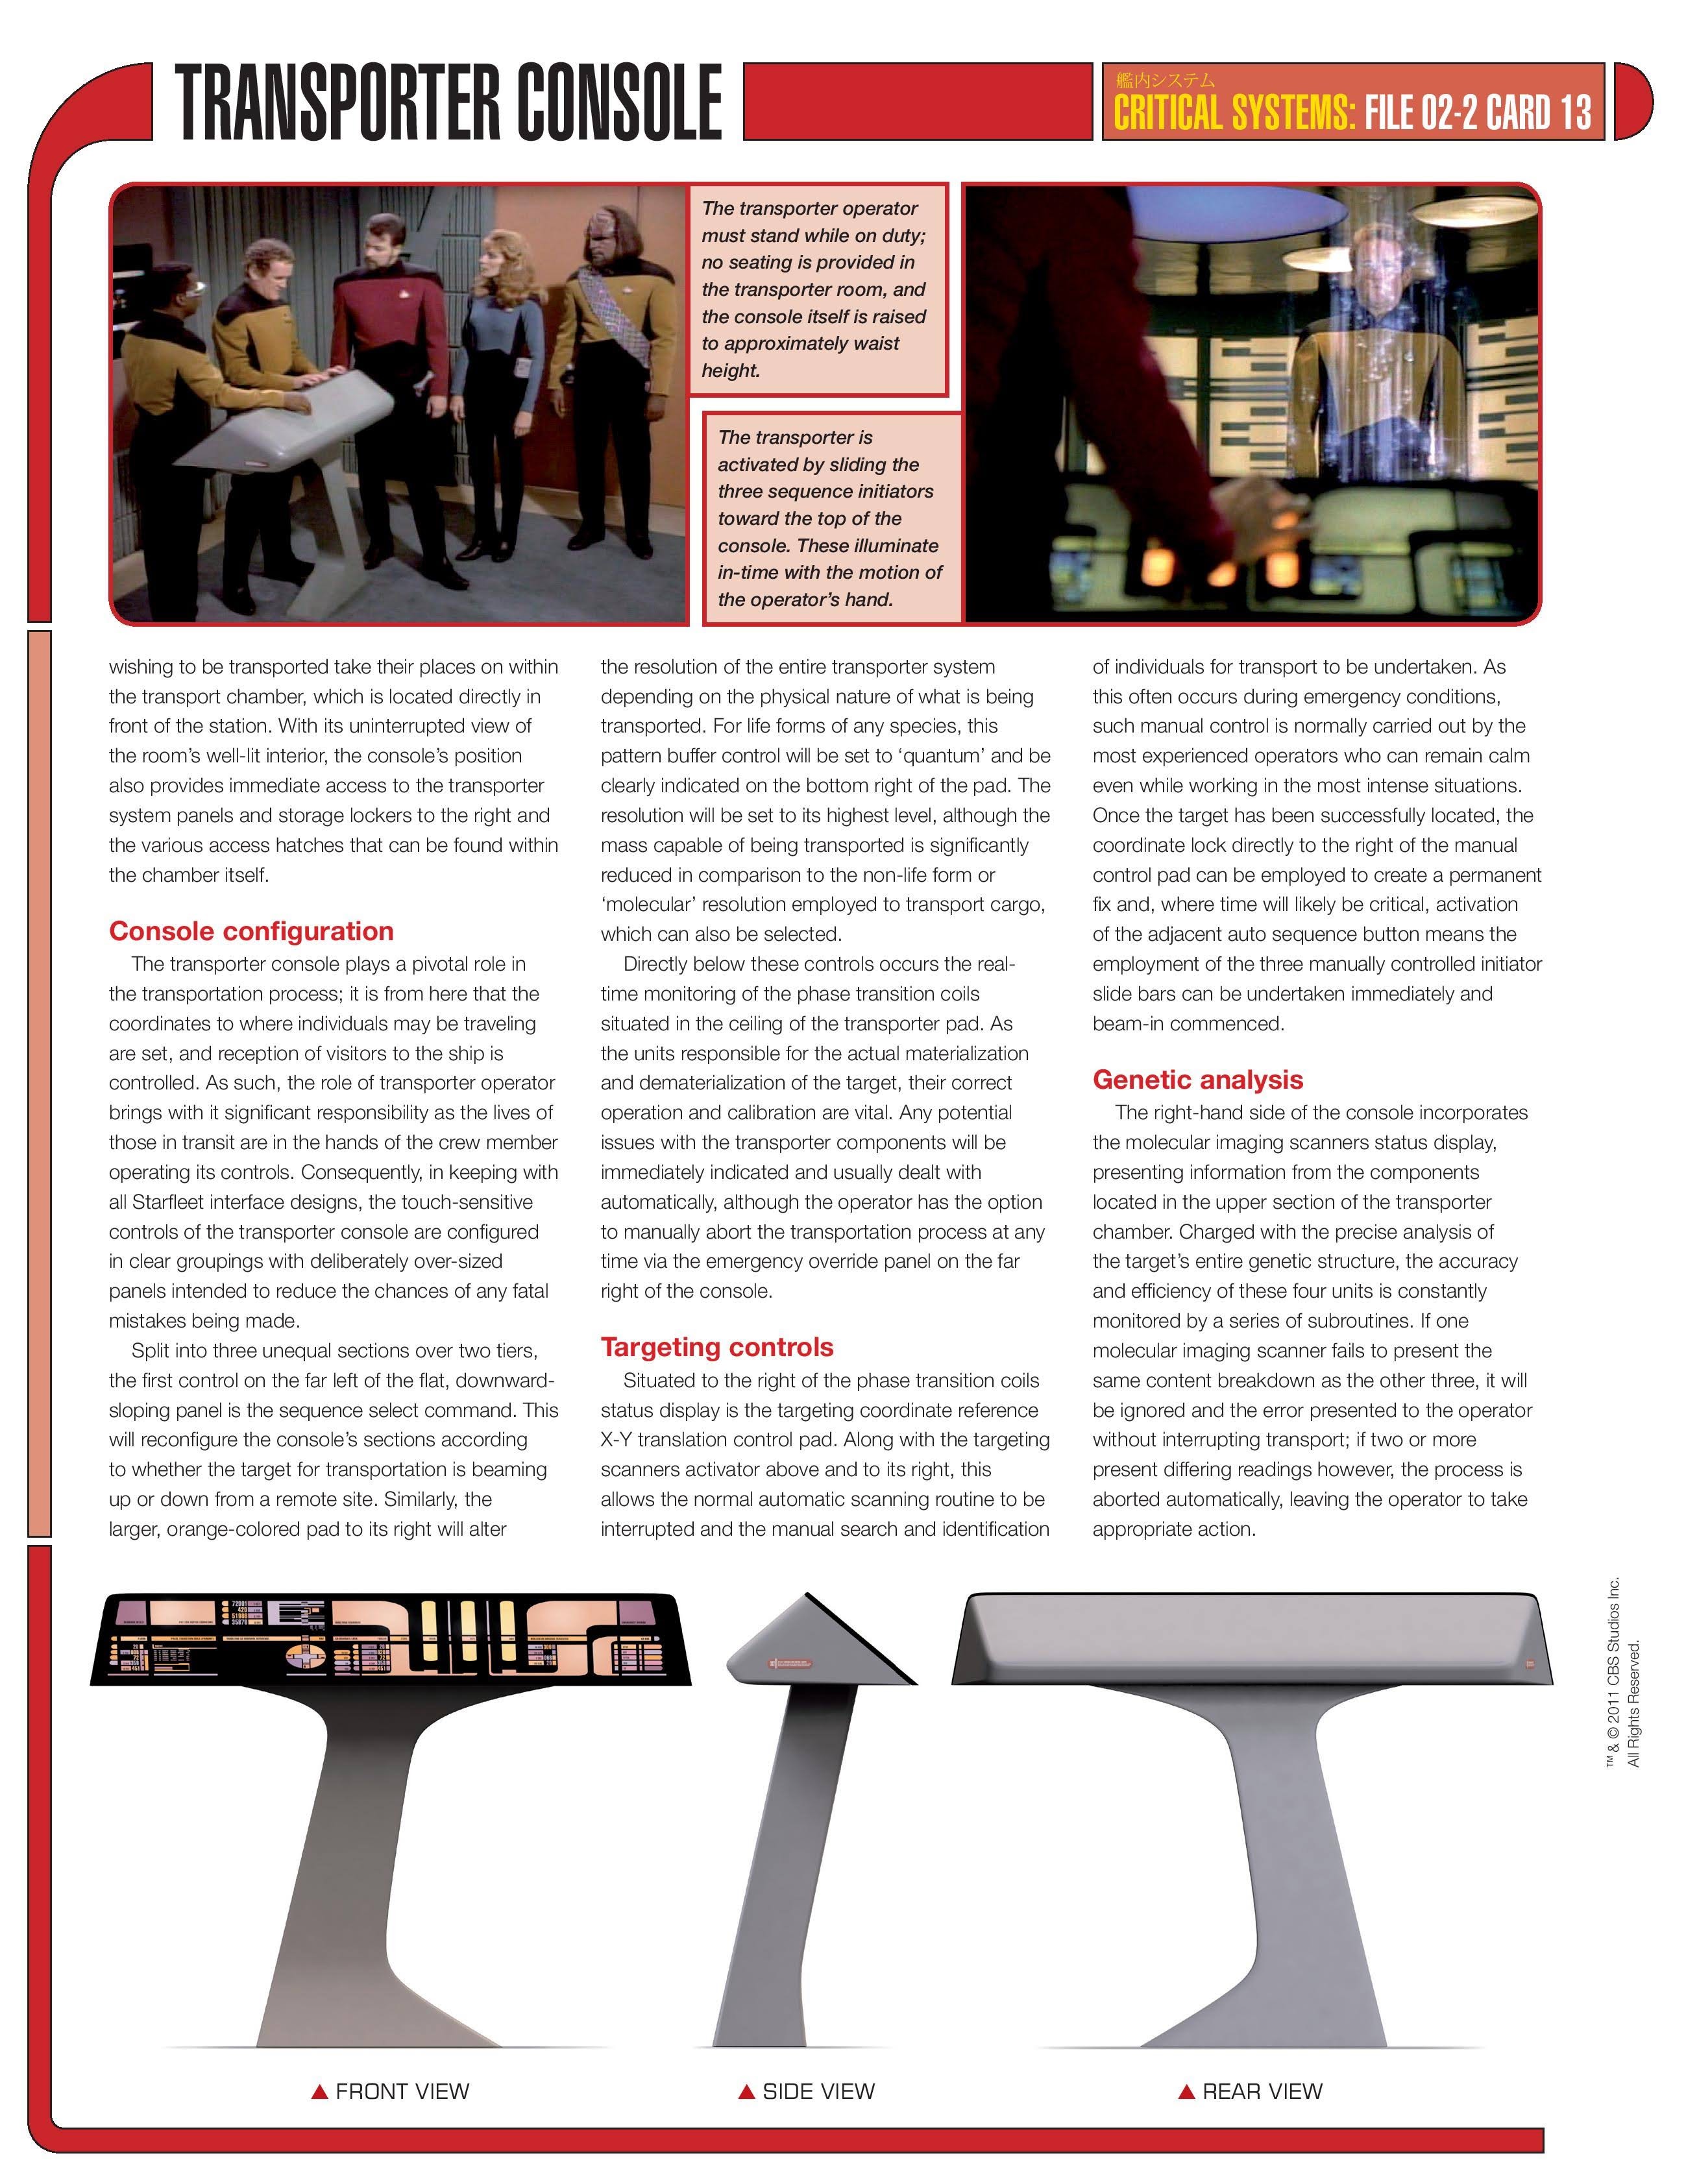 TRANSPORTER CONSOLE
艦内システム
CRITICAL SYSTEMS: FILE 02-2 CARD 13
The transporter operator
must stand while on duty;
no seating is provided in
the transporter room, and
the console itself is raised
to approximately waist
height.
The transporter is
activated by sliding the
three sequence initiators
toward the top of the
console. These illuminate
in-time with the motion of
the operator's hand.
wishing to be transported take their places on within
the transport chamber, which is located directly in
front of the station. With its uninterrupted view of
the room's well-lit interior, the console's position
also provides immediate access to the transporter
system panels and storage lockers to the right and
the various access hatches that can be found within
the chamber itself.
Console configuration
The transporter console plays a pivotal role in
the transportation process; it is from here that the
coordinates to where individuals may be traveling
are set, and reception of visitors to the ship is
controlled. As such, the role of transporter operator
brings with it significant responsibility as the lives of
those in transit are in the hands of the crew member
operating its controls. Consequently, in keeping with
all Starfleet interface designs, the touch-sensitive
controls of the transporter console are configured
in clear groupings with deliberately over-sized
panels intended to reduce the chances of any fatal
mistakes being made.
Split into three unequal sections over two tiers,
the first control on the far left of the flat, downward-
sloping panel is the sequence select command. This
will reconfigure the console's sections according
to whether the target for transportation is beaming
up or down from a remote site. Similarly, the
larger, orange-colored pad to its right will alter
the resolution of the entire transporter system
depending on the physical nature of what is being
transported. For life forms of any species, this
pattern buffer control will be set to 'quantum' and be
clearly indicated on the bottom right of the pad. The
resolution will be set to its highest level, although the
mass capable of being transported is significantly
reduced in comparison to the non-life form or
'molecular' resolution employed to transport cargo,
which can also be selected.
Directly below these controls occurs the real-
time monitoring of the phase transition coils
situated in the ceiling of the transporter pad. As
the units responsible for the actual materialization
and dematerialization of the target, their correct
operation and calibration are vital. Any potential
issues with the transporter components will be
immediately indicated and usually dealt with
automatically, although the operator has the option
to manually abort the transportation process at any
time via the emergency override panel on the far
right of the console.
Targeting controls
Situated to the right of the phase transition coils
status display is the targeting coordinate reference
X-Y translation control pad. Along with the targeting
scanners activator above and to its right, this
allows the normal automatic scanning routine to be
interrupted and the manual search and identification
of individuals for transport to be undertaken. As
this often occurs during emergency conditions,
such manual control is normally carried out by the
most experienced operators who can remain calm
even while working in the most intense situations.
Once the target has been successfully located, the
coordinate lock directly to the right of the manual
control pad can be employed to create a permanent
fix and, where time will likely be critical, activation
of the adjacent auto sequence button means the
employment of the three manually controlled initiator
slide bars can be undertaken immediately and
beam-in commenced.
Genetic analysis
The right-hand side of the console incorporates
the molecular imaging scanners status display,
presenting information from the components
located in the upper section of the transporter
chamber. Charged with the precise analysis of
the target's entire genetic structure, the accuracy
and efficiency of these four units is constantly
monitored by a series of subroutines. If one
molecular imaging scanner fails to present the
same content breakdown as the other three, it will
be ignored and the error presented to the operator
without interrupting transport; if two or more
present differing readings however, the process is
aborted automatically, leaving the operator to take
appropriate action.
™ & © 2011 CBS Studios Inc.
All Rights Reserved.
▲ FRONT VIEW
▲ SIDE VIEW
▲ REAR VIEW